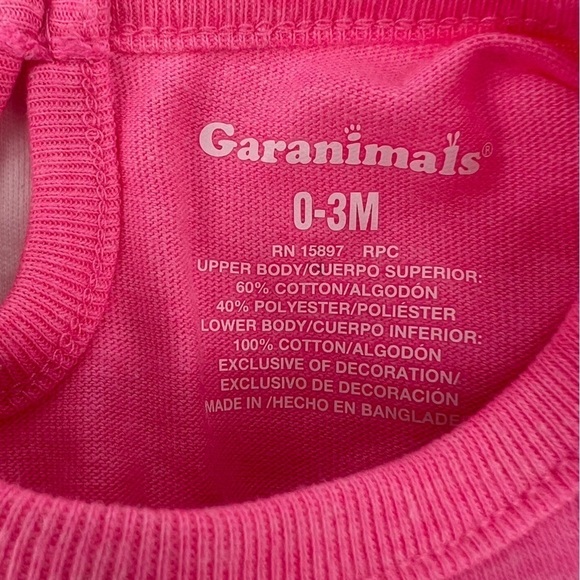 Garanimals®
0-3M
RN 15897 RPC
UPPER BODY/CUERPO SUPERIOR:
60% COTTON/ALGODÓN
40% POLYESTER/POLIÉSTER
LOWER BODY/CUERPO INFERIOR:
100% COTTON/ALGODÓN
EXCLUSIVE OF DECORATION/
EXCLUSIVO DE DECORACIÓN
MADE IN /HECHO EN BANGLADE